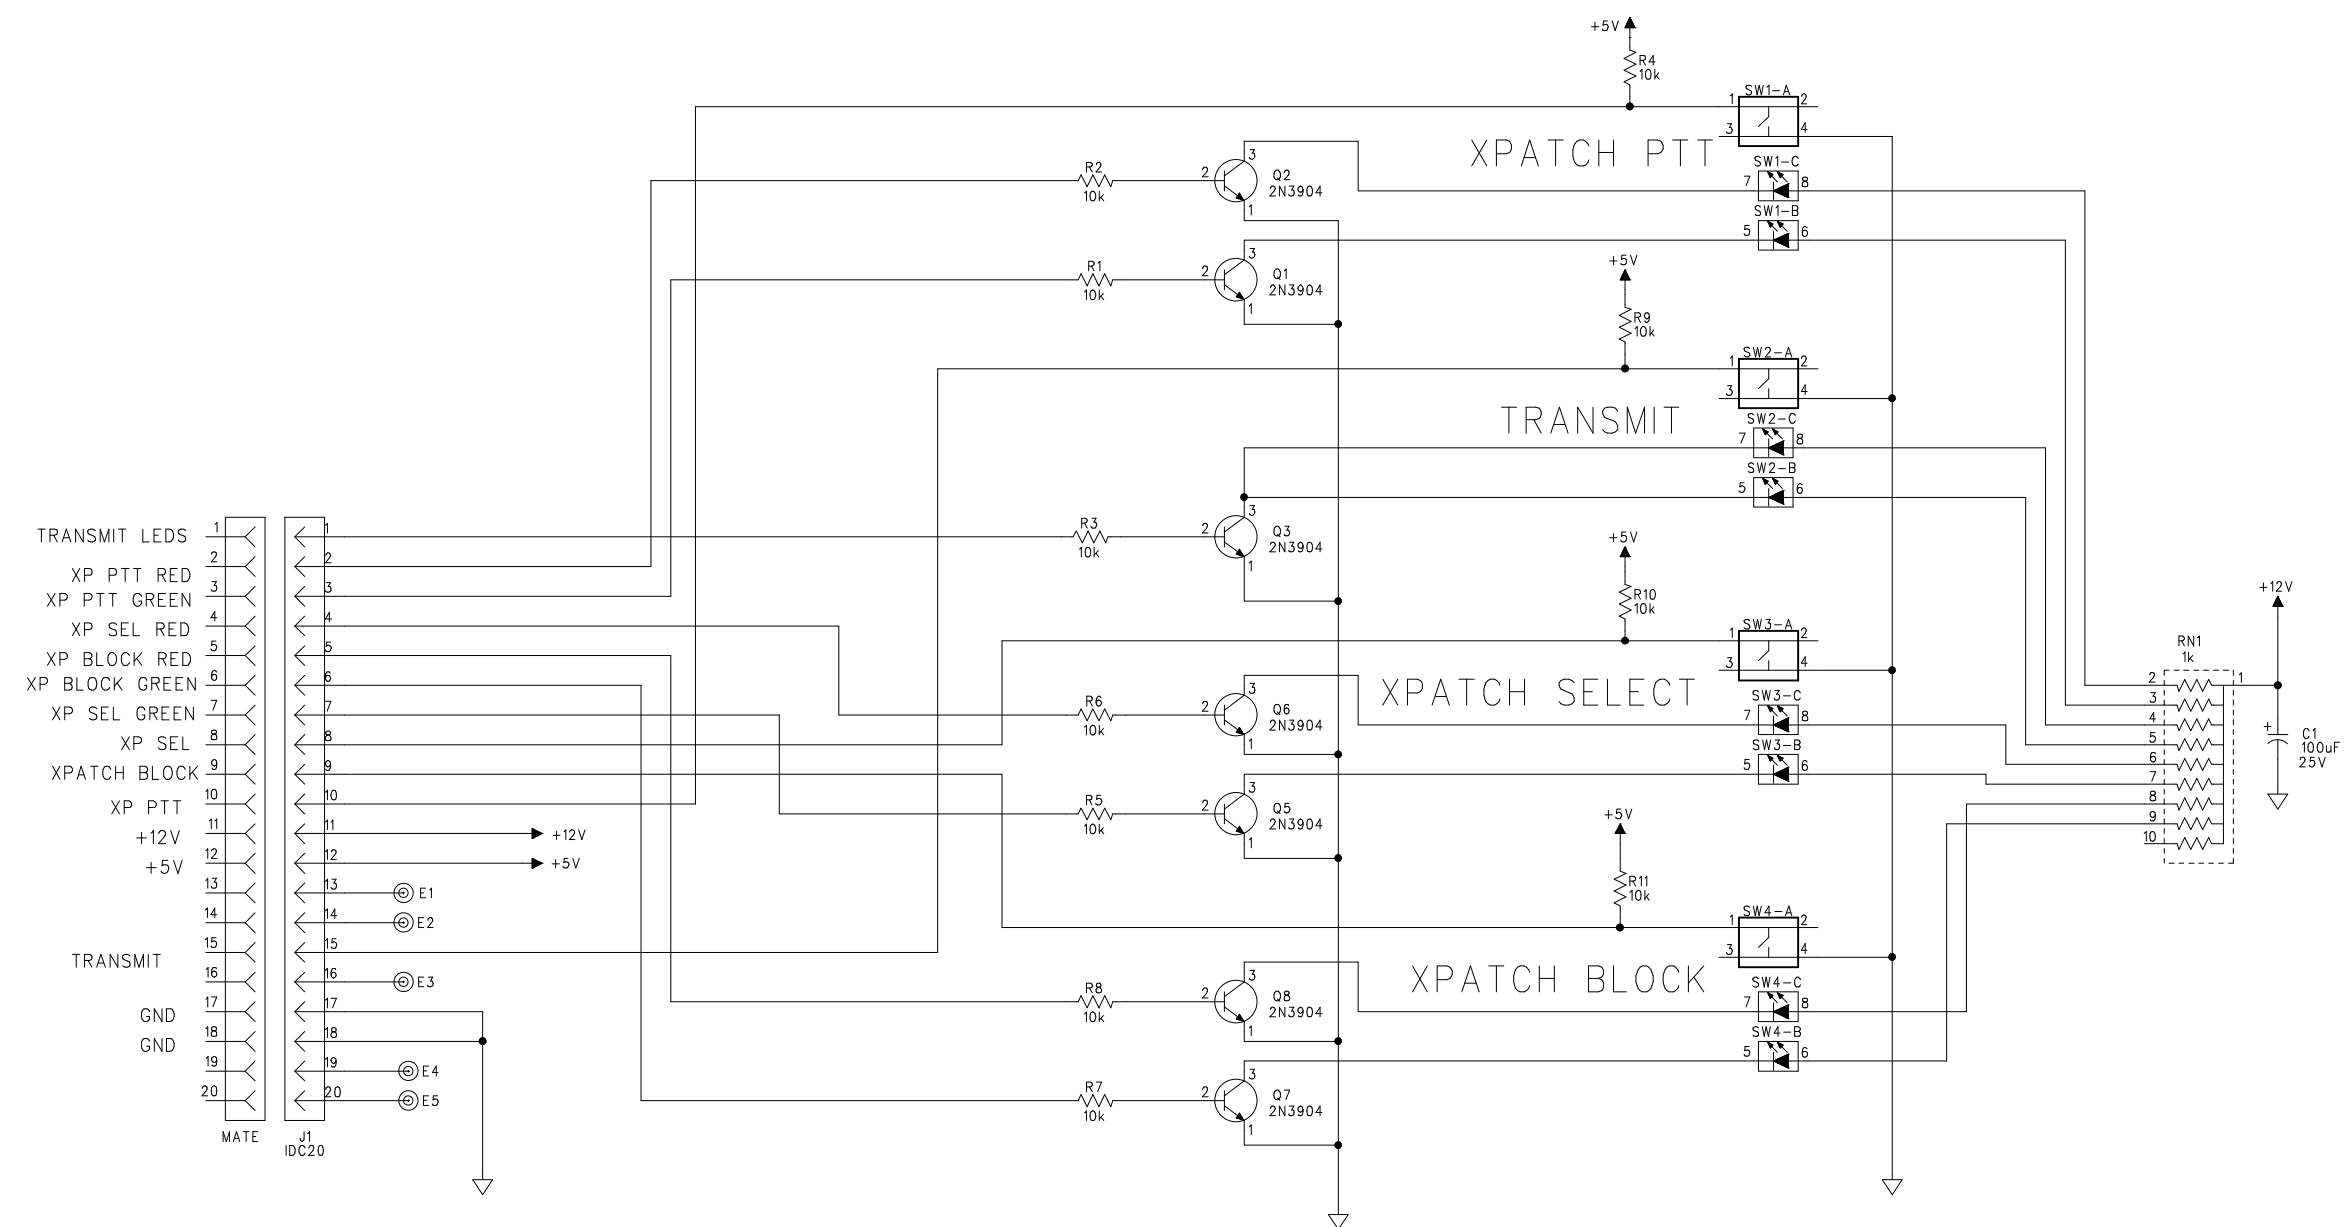 +5V
R4
10k
SW1-A
1 2
3 4
XPATCH PTT
SW1-C
7 8
SW1-B
5 6
R2
10k
2 3 1
Q2
2N3904
R1
10k
2 3 1
Q1
2N3904
+5V
R9
10k
SW2-A
1 2
3 4
TRANSMIT
SW2-C
7 8
SW2-B
5 6
R3
10k
2 3 1
Q3
2N3904
+5V
R10
10k
SW3-A
1 2
3 4
XPATCH SELECT
SW3-C
7 8
SW3-B
5 6
R6
10k
2 3 1
Q6
2N3904
R5
10k
2 3 1
Q5
2N3904
+5V
R11
10k
SW4-A
1 2
3 4
XPATCH BLOCK
SW4-C
7 8
SW4-B
5 6
R8
10k
2 3 1
Q8
2N3904
R7
10k
2 3 1
Q7
2N3904
TRANSMIT LEDS 1 1
XP PTT RED 2 2
XP PTT GREEN 3 3
XP SEL RED 4 4
XP BLOCK RED 5 5
XP BLOCK GREEN 6 6
XP SEL GREEN 7 7
XP SEL 8 8
XPATCH BLOCK 9 9
XP PTT 10 10
+12V 11 11 +12V
+5V 12 12 +5V
13 13 E1
14 14 E2
TRANSMIT 15 15
16 16 E3
GND 17 17
GND 18 18
19 19 E4
20 20 E5
MATE
J1
IDC20
+12V
RN1
1k
2 1
3
4
5
6
7
8
9
10
+
C1
100uF
25V